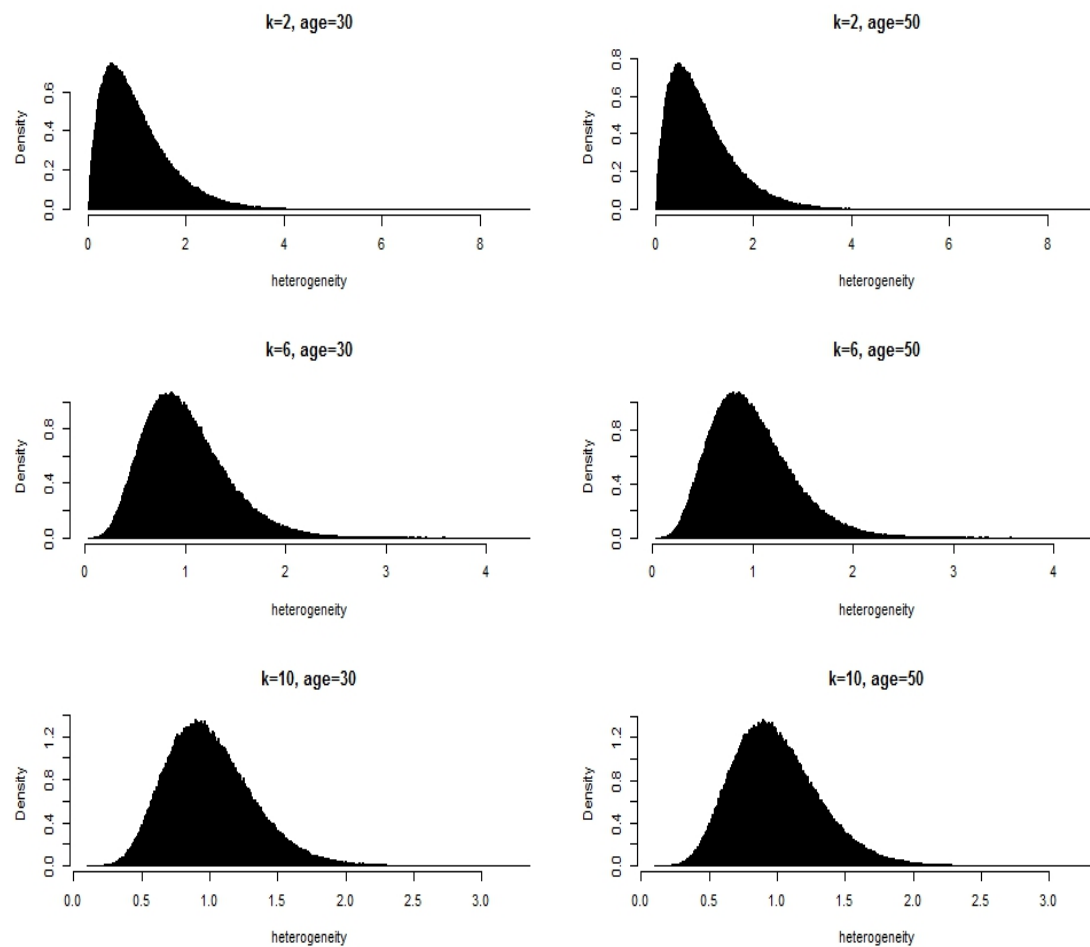 k=2, age=30
Density
0.0 0.2 0.4 0.6
0 2 4 6 8
heterogeneity
k=2, age=50
Density
0.0 0.2 0.4 0.6 0.8
0 2 4 6 8
heterogeneity
k=6, age=30
Density
0.0 0.4 0.8
0 1 2 3 4
heterogeneity
k=6, age=50
Density
0.0 0.4 0.8
0 1 2 3 4
heterogeneity
k=10, age=30
Density
0.0 0.4 0.8 1.2
0.0 0.5 1.0 1.5 2.0 2.5 3.0
heterogeneity
k=10, age=50
Density
0.0 0.4 0.8 1.2
0.0 0.5 1.0 1.5 2.0 2.5 3.0
heterogeneity